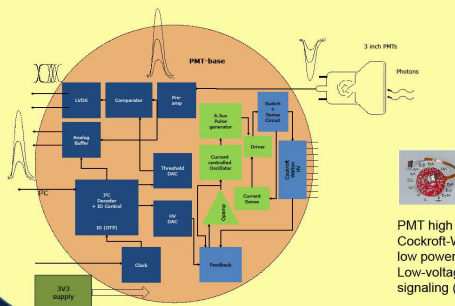 3 inch PMTs
PMT-base
Photons
LVDS
Comparator
Pre-
amp
Switch
+
Sense
Circuit
6.5us
Pulse
generator
Analog
Buffer
Driver
Threshold
DAC
Current
controlled
Oscillator
Cockroft
Walton
HV
I²C
I²C
Decoder
+ ID Control
ID (OTP)
HV
DAC
Opamp
Current
Sense
Clock
Feedback
3V3
supply
PMT high
Cockroft-W
low power
Low-voltage
signaling (